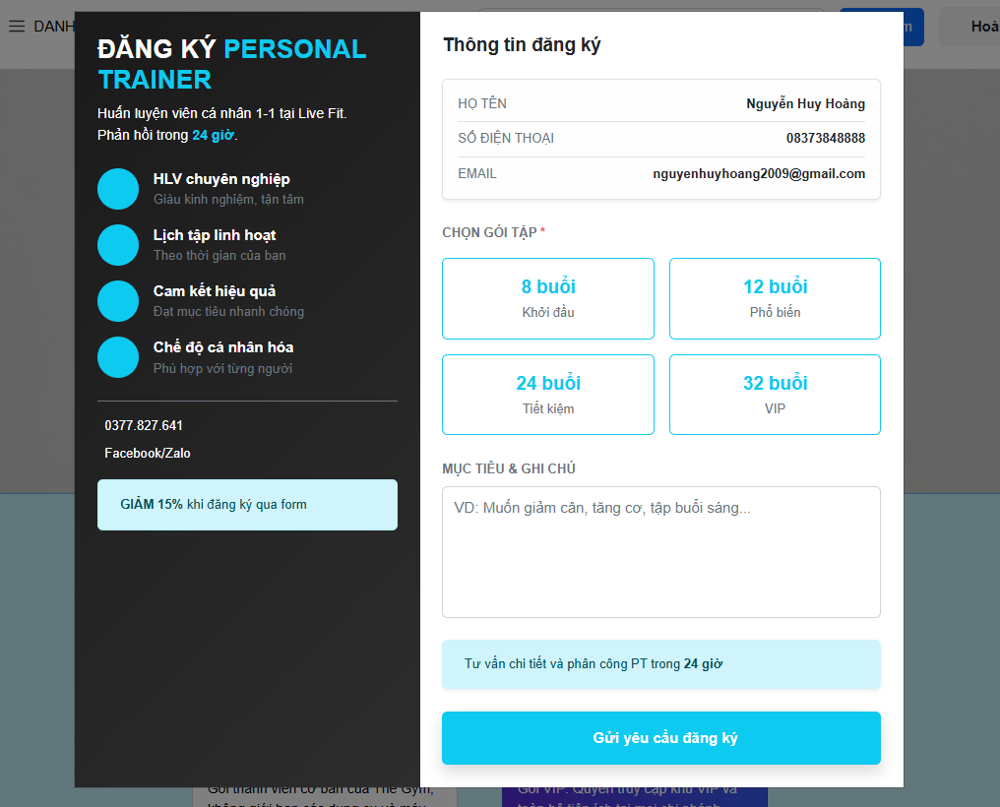 DANH
Hoà
ĐĂNG KÝ PERSONAL
TRAINER
Huấn luyện viên cá nhân 1-1 tại Live Fit.
Phản hồi trong 24 giờ.
HLV chuyên nghiệp
Giàu kinh nghiệm, tận tâm
Lịch tập linh hoạt
Theo thời gian của bạn
Cam kết hiệu quả
Đạt mục tiêu nhanh chóng
Chế độ cá nhân hóa
Phù hợp với từng người
0377.827.641
Facebook/Zalo
GIẢM 15% khi đăng ký qua form
Thông tin đăng ký
HỌ TÊN
Nguyễn Huy Hoàng
SỐ ĐIỆN THOẠI
08373848888
EMAIL
nguyenhuyhoang2009@gmail.com
CHỌN GÓI TẬP *
8 buổi
Khởi đầu
12 buổi
Phổ biến
24 buổi
Tiết kiệm
32 buổi
VIP
MỤC TIÊU & GHI CHÚ
VD: Muốn giảm cân, tăng cơ, tập buổi sáng...
Tư vấn chi tiết và phân công PT trong 24 giờ
Gửi yêu cầu đăng ký
Gói thành viên cơ bản của The Gym,
Gói VIP: Quyền truy cập khu VIP và